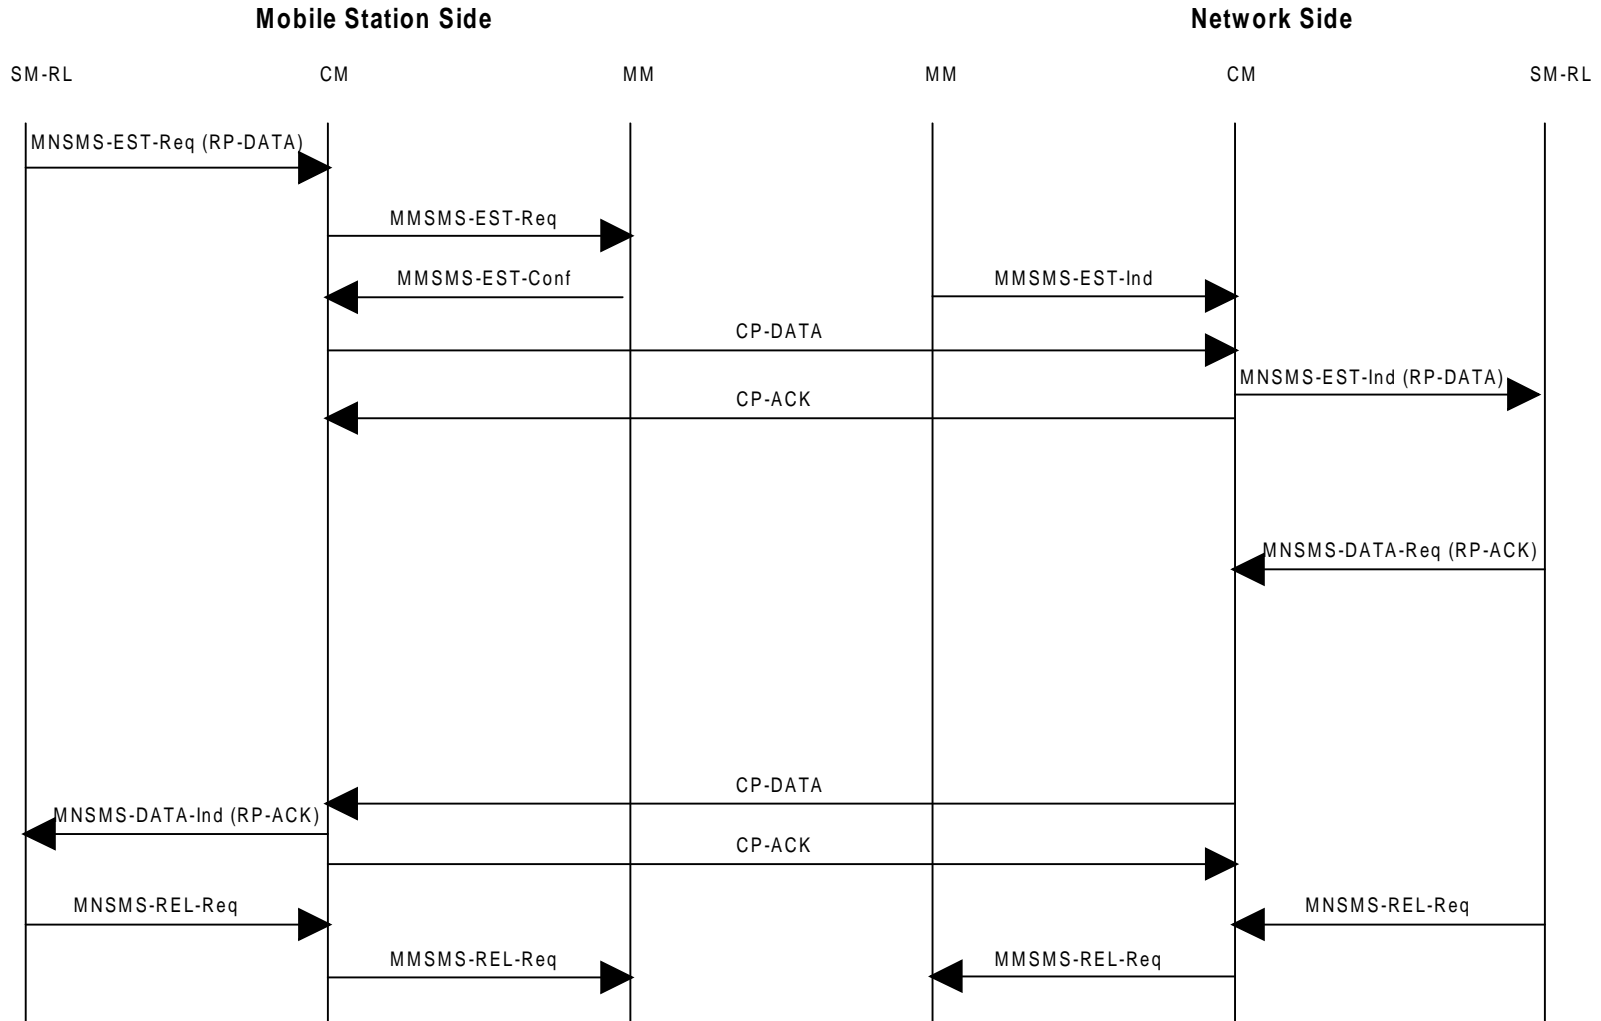 Mobile Station Side
Network Side
SM-RL
CM
MM
MM
CM
SM-RL
MNSMS-EST-Req (RP-DATA)
MMSMS-EST-Req
MMSMS-EST-Conf
MMSMS-EST-Ind
CP-DATA
MNSMS-EST-Ind (RP-DATA)
CP-ACK
MNSMS-DATA-Req (RP-ACK)
CP-DATA
MNSMS-DATA-Ind (RP-ACK)
CP-ACK
MNSMS-REL-Req
MNSMS-REL-Req
MMSMS-REL-Req
MMSMS-REL-Req